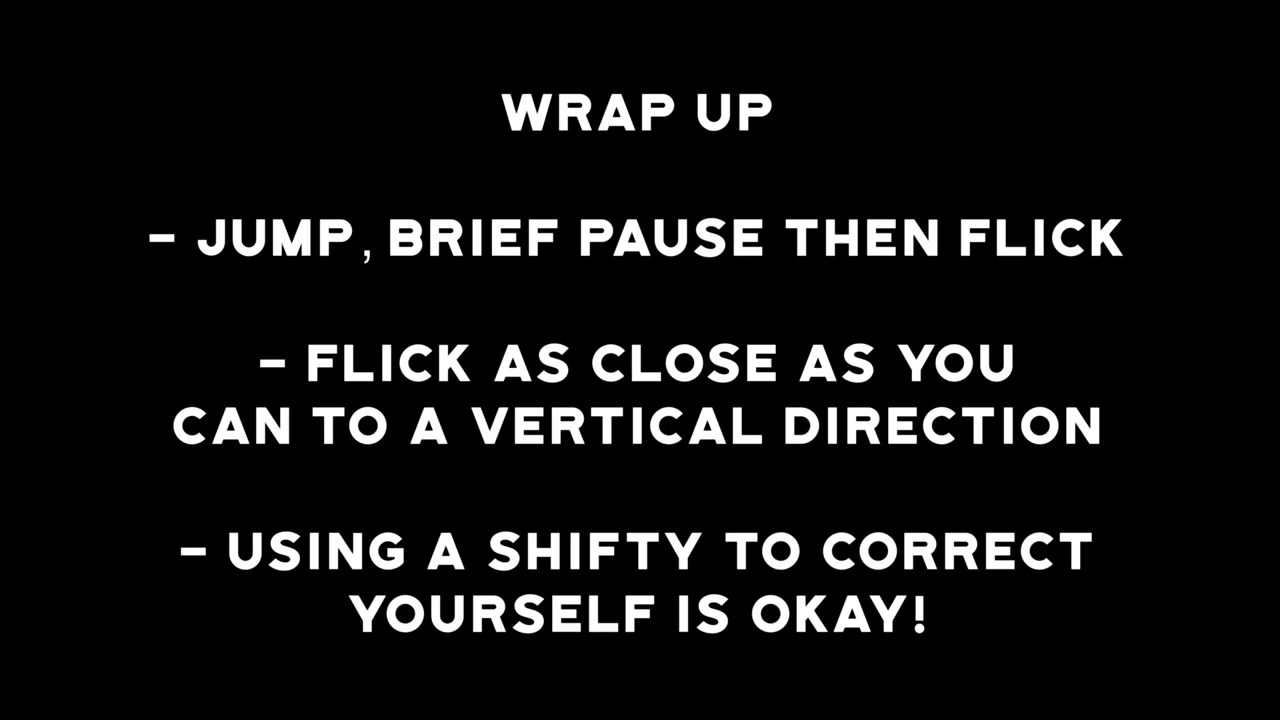 WRAP UP
- JUMP, BRIEF PAUSE THEN FLICK
- FLICK AS CLOSE AS YOU
CAN TO A VERTICAL DIRECTION
- USING A SHIFTY TO CORRECT
YOURSELF IS OKAY!